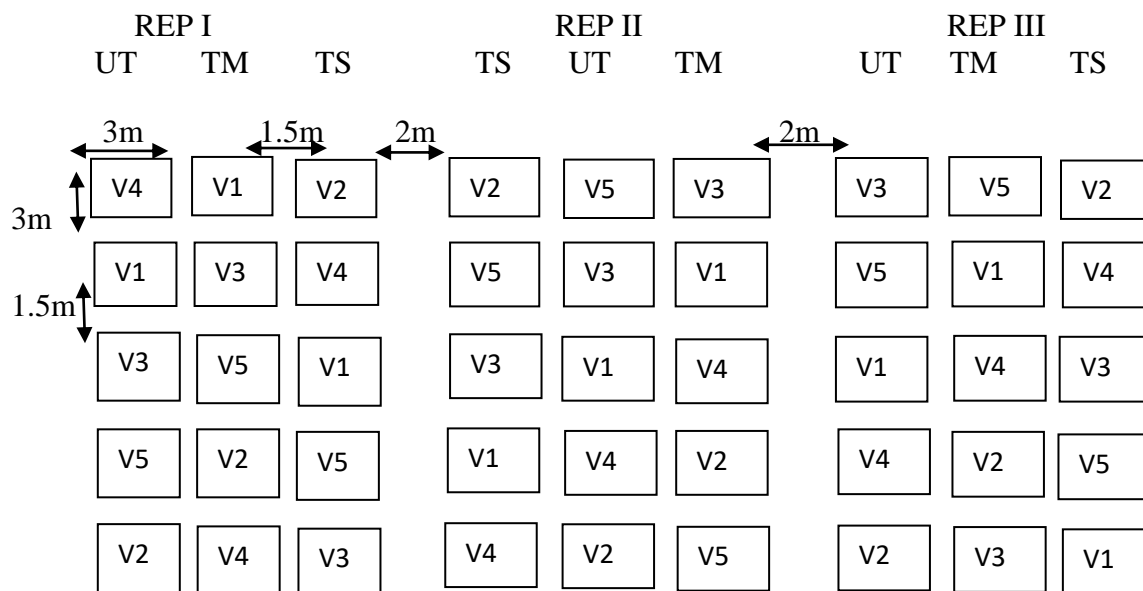 REP I REP II REP III
UT TM TS TS UT TM UT TM TS
3m 1.5m 2m 2m
V4 V1 V2 V2 V5 V3 V3 V5 V2
3m
V1 V3 V4 V5 V3 V1 V5 V1 V4
1.5m
V3 V5 V1 V3 V1 V4 V1 V4 V3
V5 V2 V5 V1 V4 V2 V4 V2 V5
V2 V4 V3 V4 V2 V5 V2 V3 V1